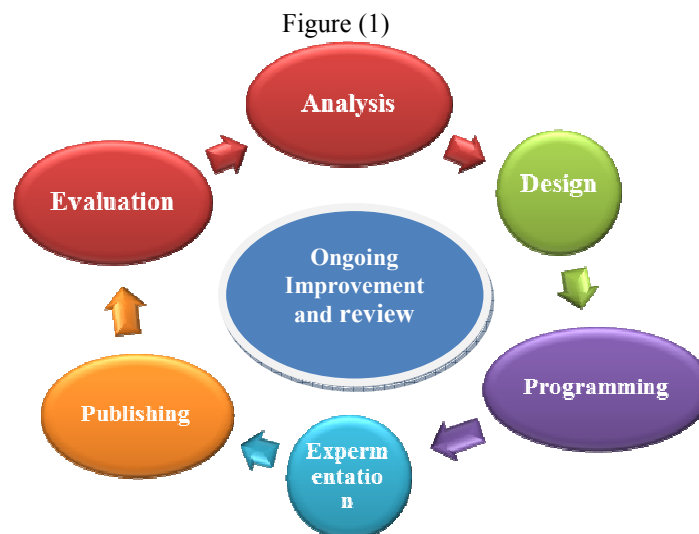 Figure (1)
Analysis
Design
Programming
Experm
entatio
n
Publishing
Evaluation
Ongoing
Improvement
and review